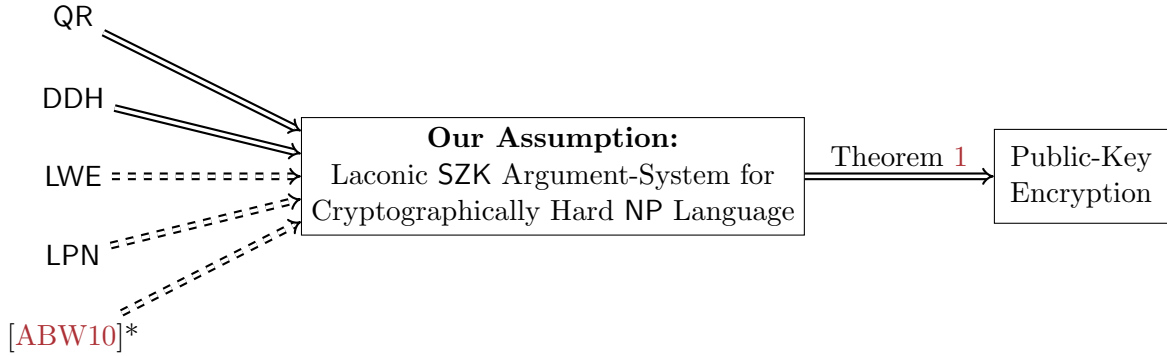 QR
DDH
LWE
LPN
[ABW10]*
Our Assumption:
Laconic SZK Argument-System for
Cryptographically Hard NP Language
Theorem 1
Public-Key
Encryption